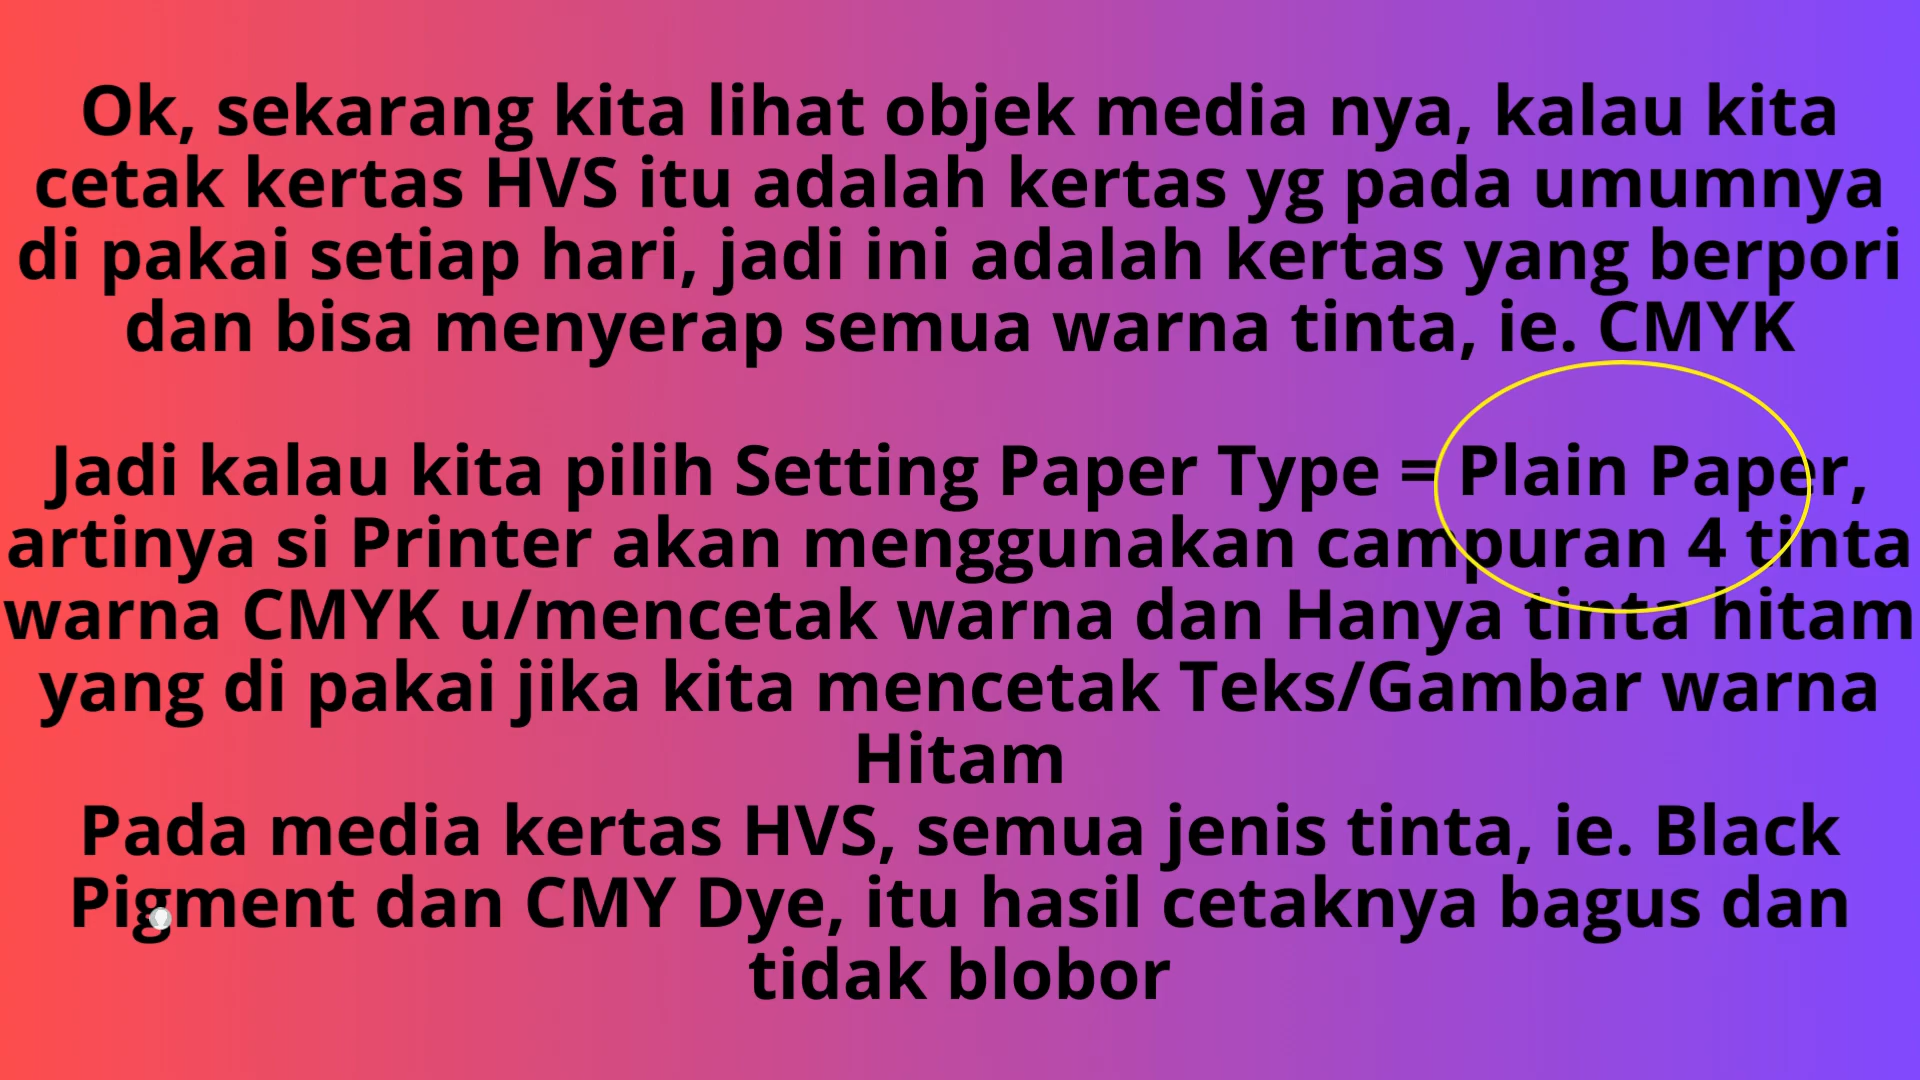 Ok, sekarang kita lihat objek media nya, kalau kita
cetak kertas HVS itu adalah kertas yg pada umumnya
di pakai setiap hari, jadi ini adalah kertas yang berpori
dan bisa menyerap semua warna tinta, ie. CMYK
Jadi kalau kita pilih Setting Paper Type = Plain Paper,
artinya si Printer akan menggunakan campuran 4 tinta
warna CMYK u/mencetak warna dan Hanya tinta hitam
yang di pakai jika kita mencetak Teks/Gambar warna
Hitam
Pada media kertas HVS, semua jenis tinta, ie. Black
Pigment dan CMY Dye, itu hasil cetaknya bagus dan
tidak blobor